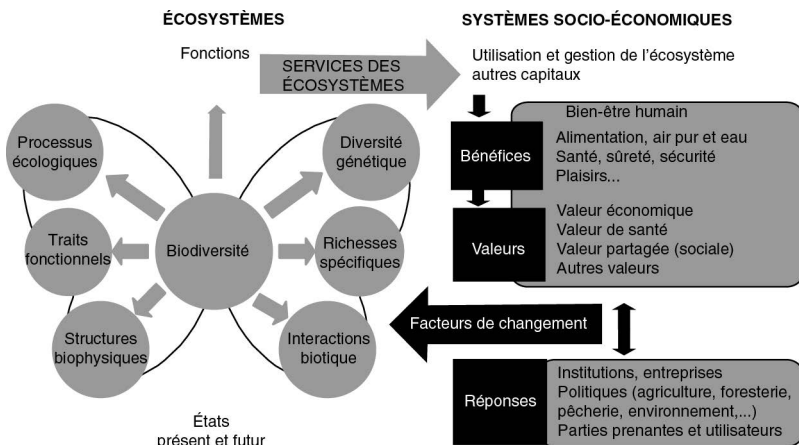 ÉCOSYSTÈMES
Fonctions
SERVICES DES
ÉCOSYSTÈMES
Processus
écologiques
Diversité
génétique
Traits
fonctionnels
Biodiversité
Richesses
spécifiques
Structures
biophysiques
Interactions
biotique
États
présent et futur
SYSTÈMES SOCIO-ÉCONOMIQUES
Utilisation et gestion de l'écosystème
autres capitaux
Bien-être humain
Bénéfices
Alimentation, air pur et eau
Santé, sûreté, sécurité
Plaisirs...
Valeurs
Valeur économique
Valeur de santé
Valeur partagée (sociale)
Autres valeurs
Facteurs de changement
Réponses
Institutions, entreprises
Politiques (agriculture, foresterie,
pêcherie, environnement,...)
Parties prenantes et utilisateurs